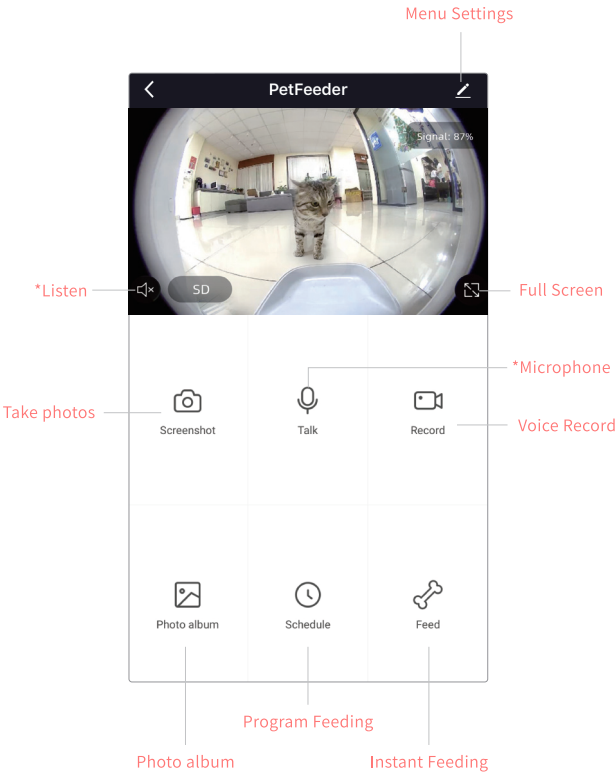 Menu Settings
PetFeeder
Signal: 87%
*Listen
SD
Full Screen
*Microphone
Take photos
Screenshot
Talk
Record
Voice Record
Photo album
Schedule
Feed
Program Feeding
Photo album
Instant Feeding